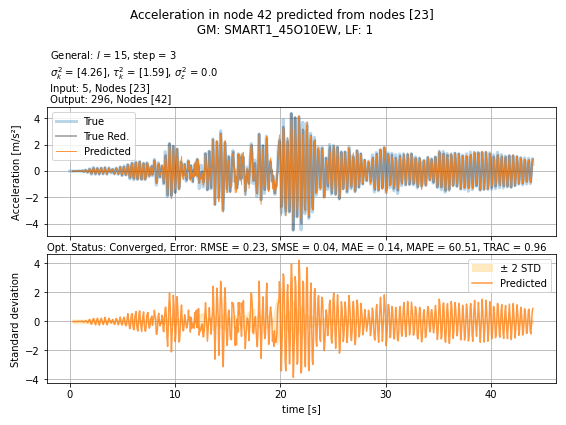 Acceleration in node 42 predicted from nodes [23]
GM: SMART1_45O10EW, LF: 1
General: l = 15, step = 3
σ²ₖ = [4.26], τ²ₖ = [1.59], σ²ε = 0.0
Input: 5, Nodes [23]
Output: 296, Nodes [42]
True
True Red.
Predicted
Acceleration [m/s²]
4
2
0
−2
−4
Opt. Status: Converged, Error: RMSE = 0.23, SMSE = 0.04, MAE = 0.14, MAPE = 60.51, TRAC = 0.96
± 2 STD
Predicted
Standard deviation
4
2
0
−2
−4
0 10 20 30 40
time [s]